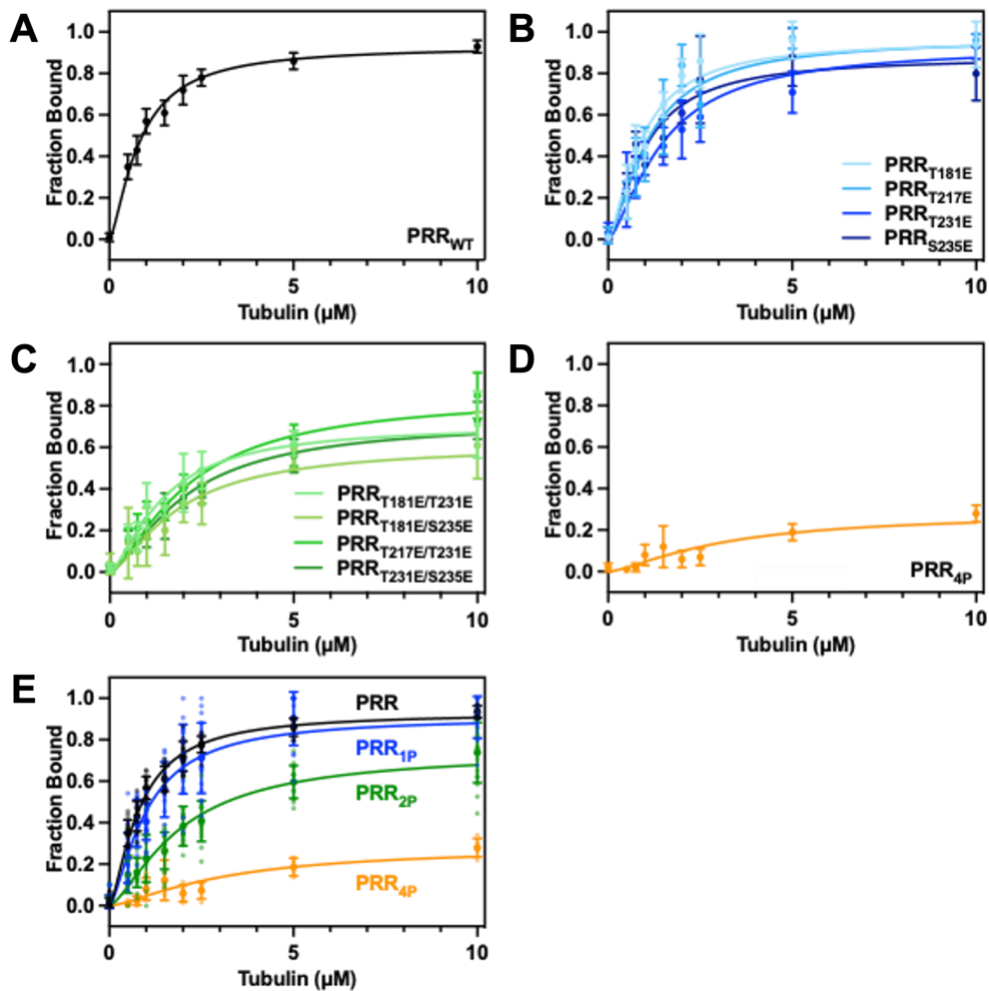 A
Fraction Bound
1.0
0.8
0.6
0.4
0.2
0.0
PRRWT
0
5
10
Tubulin (µM)
B
Fraction Bound
1.0
0.8
0.6
0.4
0.2
0.0
PRRT181E
PRRT217E
PRRT231E
PRRS235E
0
5
10
Tubulin (µM)
C
Fraction Bound
1.0
0.8
0.6
0.4
0.2
0.0
PRRT181E/T231E
PRRT181E/S235E
PRRT217E/T231E
PRRT231E/S235E
0
5
10
Tubulin (µM)
D
Fraction Bound
1.0
0.8
0.6
0.4
0.2
0.0
PRR4P
0
5
10
Tubulin (µM)
E
Fraction Bound
1.0
0.8
0.6
0.4
0.2
0.0
PRR
PRR1P
PRR2P
PRR4P
0
5
10
Tubulin (µM)